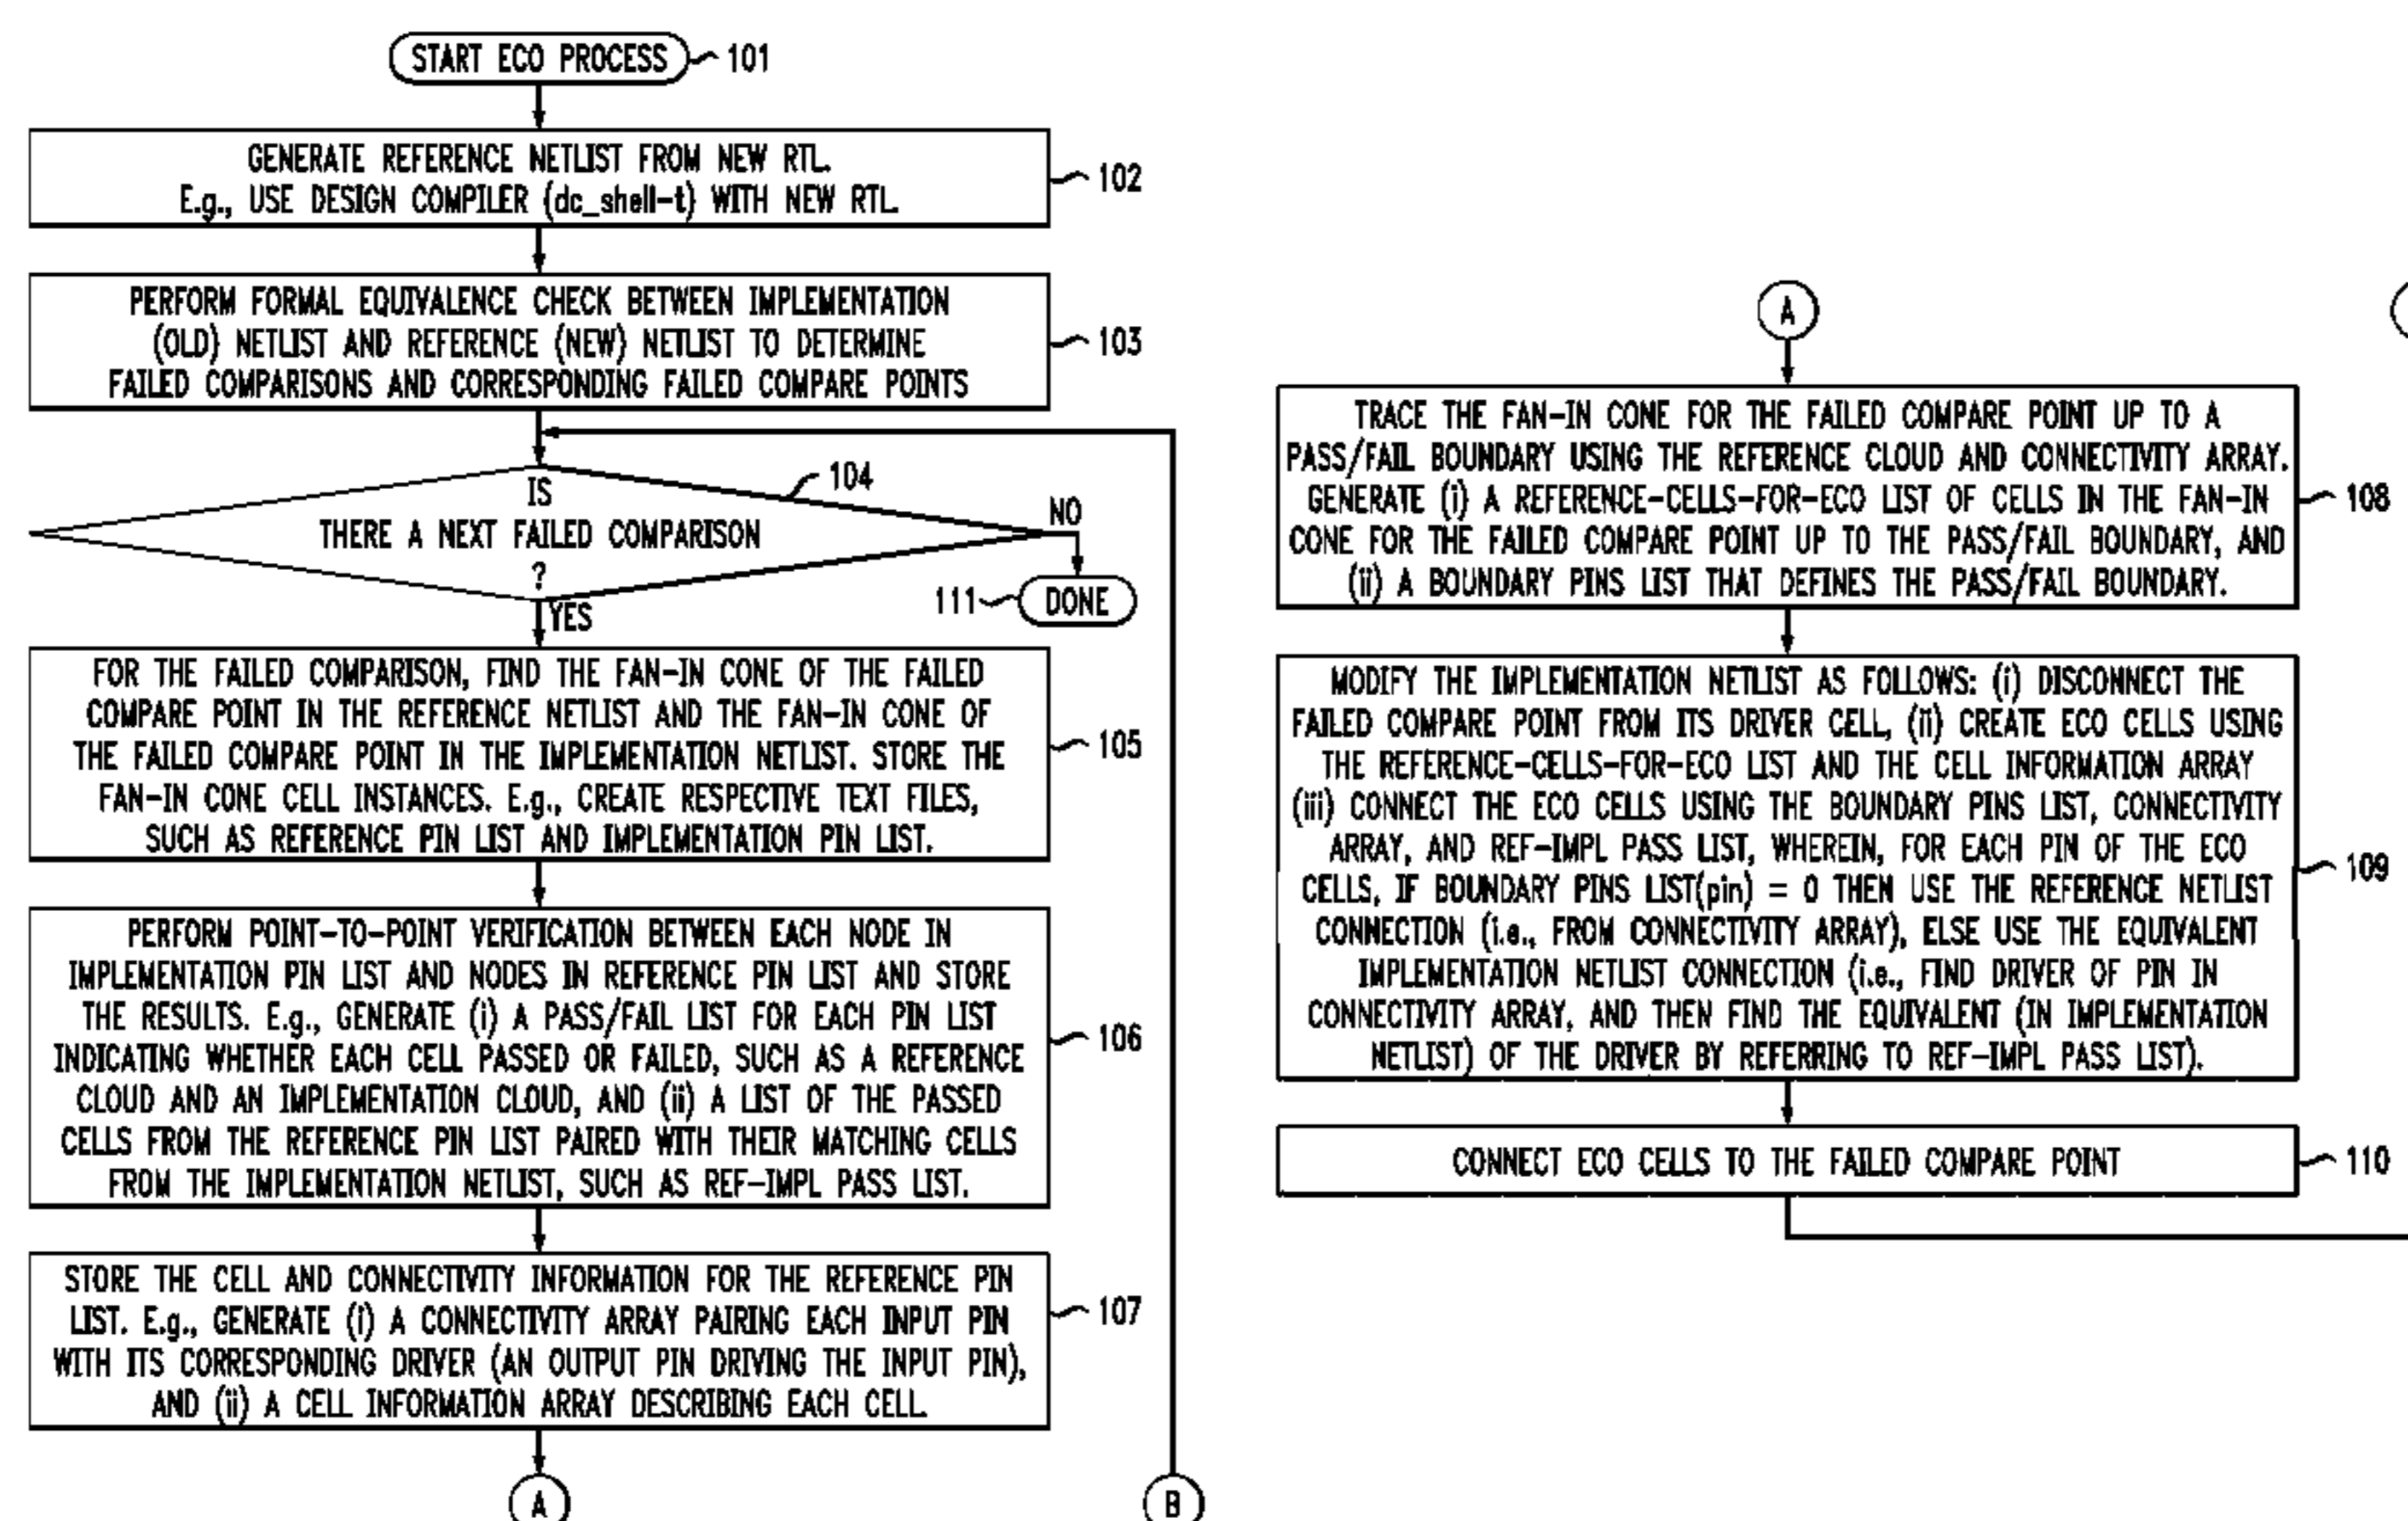 START ECO PROCESS
101
GENERATE REFERENCE NETLIST FROM NEW RTL.
E.g., USE DESIGN COMPILER (dc_shell-t) WITH NEW RTL.
102
PERFORM FORMAL EQUIVALENCE CHECK BETWEEN IMPLEMENTATION
(OLD) NETLIST AND REFERENCE (NEW) NETLIST TO DETERMINE
FAILED COMPARISONS AND CORRESPONDING FAILED COMPARE POINTS
103
104
IS
THERE A NEXT FAILED COMPARISON
?
NO
YES
111
DONE
FOR THE FAILED COMPARISON, FIND THE FAN-IN CONE OF THE FAILED
COMPARE POINT IN THE REFERENCE NETLIST AND THE FAN-IN CONE OF
THE FAILED COMPARE POINT IN THE IMPLEMENTATION NETLIST. STORE THE
FAN-IN CONE CELL INSTANCES. E.g., CREATE RESPECTIVE TEXT FILES,
SUCH AS REFERENCE PIN LIST AND IMPLEMENTATION PIN LIST.
105
PERFORM POINT-TO-POINT VERIFICATION BETWEEN EACH NODE IN
IMPLEMENTATION PIN LIST AND NODES IN REFERENCE PIN LIST AND STORE
THE RESULTS. E.g., GENERATE (i) A PASS/FAIL LIST FOR EACH PIN LIST
INDICATING WHETHER EACH CELL PASSED OR FAILED, SUCH AS A REFERENCE
CLOUD AND AN IMPLEMENTATION CLOUD, AND (ii) A LIST OF THE PASSED
CELLS FROM THE REFERENCE PIN LIST PAIRED WITH THEIR MATCHING CELLS
FROM THE IMPLEMENTATION NETLIST, SUCH AS REF-IMPL PASS LIST.
106
STORE THE CELL AND CONNECTIVITY INFORMATION FOR THE REFERENCE PIN
LIST. E.g., GENERATE (i) A CONNECTIVITY ARRAY PAIRING EACH INPUT PIN
WITH ITS CORRESPONDING DRIVER (AN OUTPUT PIN DRIVING THE INPUT PIN),
AND (ii) A CELL INFORMATION ARRAY DESCRIBING EACH CELL.
107
A
B
A
TRACE THE FAN-IN CONE FOR THE FAILED COMPARE POINT UP TO A
PASS/FAIL BOUNDARY USING THE REFERENCE CLOUD AND CONNECTIVITY ARRAY.
GENERATE (i) A REFERENCE-CELLS-FOR-ECO LIST OF CELLS IN THE FAN-IN
CONE FOR THE FAILED COMPARE POINT UP TO THE PASS/FAIL BOUNDARY, AND
(ii) A BOUNDARY PINS LIST THAT DEFINES THE PASS/FAIL BOUNDARY.
108
MODIFY THE IMPLEMENTATION NETLIST AS FOLLOWS: (i) DISCONNECT THE
FAILED COMPARE POINT FROM ITS DRIVER CELL, (ii) CREATE ECO CELLS USING
THE REFERENCE-CELLS-FOR-ECO LIST AND THE CELL INFORMATION ARRAY
(iii) CONNECT THE ECO CELLS USING THE BOUNDARY PINS LIST, CONNECTIVITY
ARRAY, AND REF-IMPL PASS LIST, WHEREIN, FOR EACH PIN OF THE ECO
CELLS, IF BOUNDARY PINS LIST(pin) = 0 THEN USE THE REFERENCE NETLIST
CONNECTION (i.e., FROM CONNECTIVITY ARRAY), ELSE USE THE EQUIVALENT
IMPLEMENTATION NETLIST CONNECTION (i.e., FIND DRIVER OF PIN IN
CONNECTIVITY ARRAY, AND THEN FIND THE EQUIVALENT (IN IMPLEMENTATION
NETLIST) OF THE DRIVER BY REFERRING TO REF-IMPL PASS LIST).
109
CONNECT ECO CELLS TO THE FAILED COMPARE POINT
110